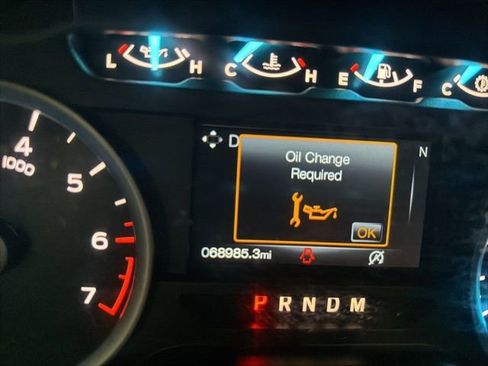 L H C H E F C
4
1000
5
6
7
D
N
Oil Change
Required
OK
068985.3mi
P R N D M